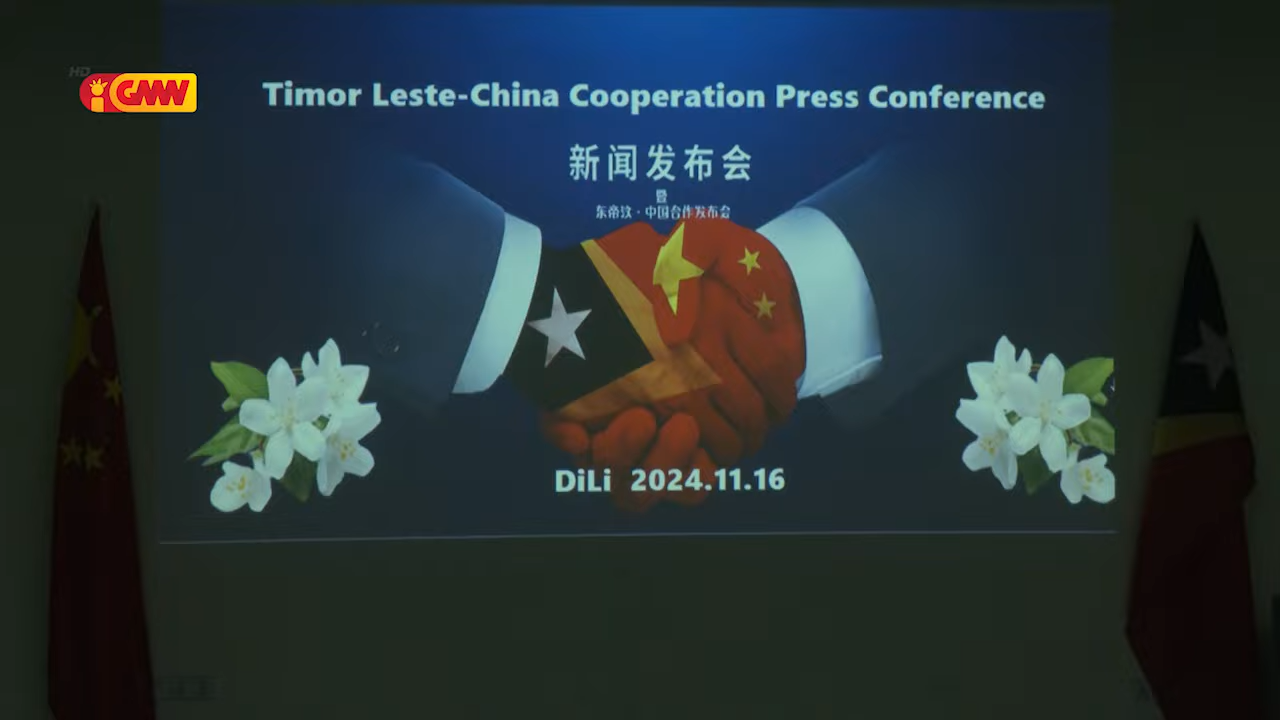 HD
GMW
Timor Leste-China Cooperation Press Conference
新闻发布会
暨
东帝汶·中国合作发布会
DiLi 2024.11.16